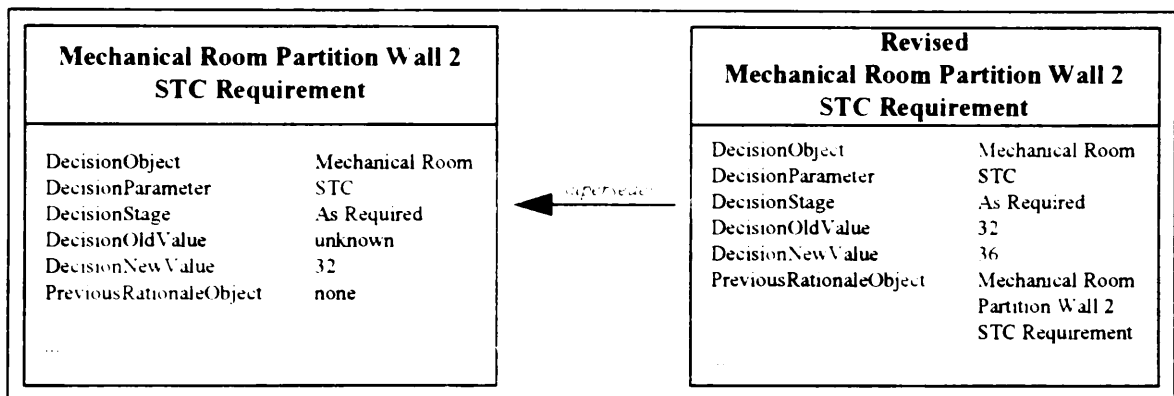 Mechanical Room Partition Wall 2
STC Requirement
DecisionObject Mechanical Room
DecisionParameter STC
DecisionStage As Required
DecisionOldValue unknown
DecisionNewValue 32
PreviousRationaleObject none
...
supersedes
Revised
Mechanical Room Partition Wall 2
STC Requirement
DecisionObject Mechanical Room
DecisionParameter STC
DecisionStage As Required
DecisionOldValue 32
DecisionNewValue 36
PreviousRationaleObject Mechanical Room
Partition Wall 2
STC Requirement
...